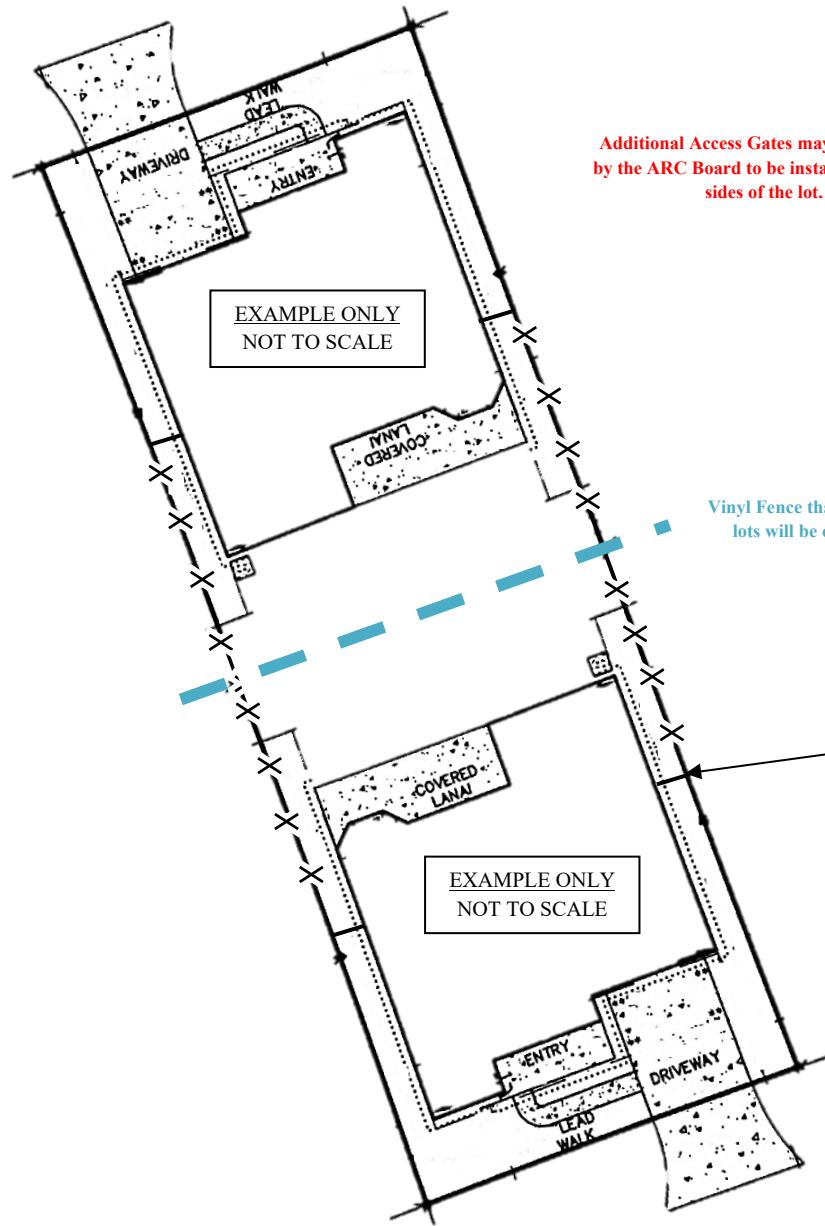 LEAD
WALK
DRIVEWAY
ENTRY
Additional Access Gates may
by the ARC Board to be insta
sides of the lot.
EXAMPLE ONLY
NOT TO SCALE
COVERED
LANAI
Vinyl Fence tha
lots will be
COVERED
LANAI
EXAMPLE ONLY
NOT TO SCALE
ENTRY
DRIVEWAY
LEAD
WALK